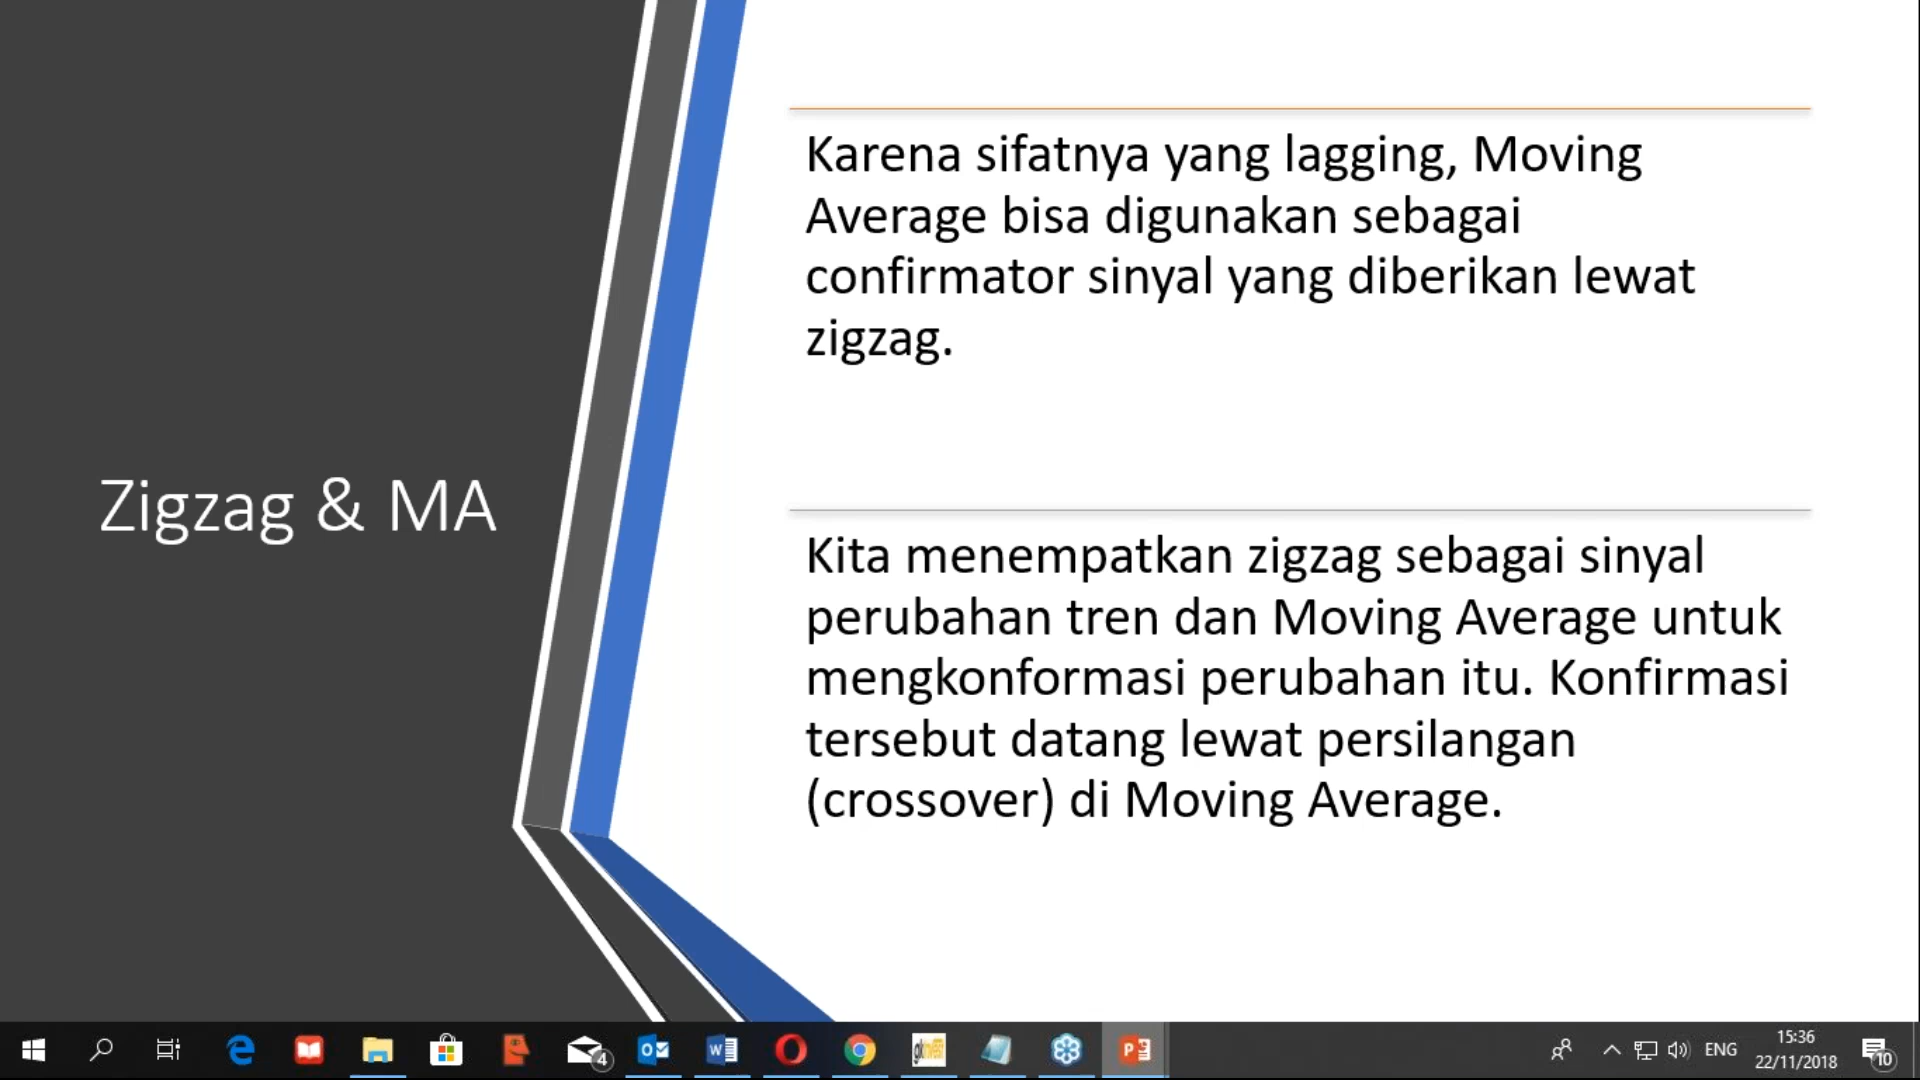 Zigzag & MA
Karena sifatnya yang lagging, Moving
Average bisa digunakan sebagai
confirmator sinyal yang diberikan lewat
zigzag.
Kita menempatkan zigzag sebagai sinyal
perubahan tren dan Moving Average untuk
mengkonformasi perubahan itu. Konfirmasi
tersebut datang lewat persilangan
(crossover) di Moving Average.
4
ENG
15:36
22/11/2018
10